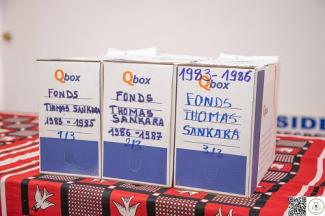 Qbox
FONDS
THOMAS SANKARA
1983 - 1985
1/3
Qbox
FONDS
THOMAS
SANKARA
1986 - 1987
2/3
1983 - 1986
Qbox
FONDS
THOMAS
SANKARA
3/3
SIDE